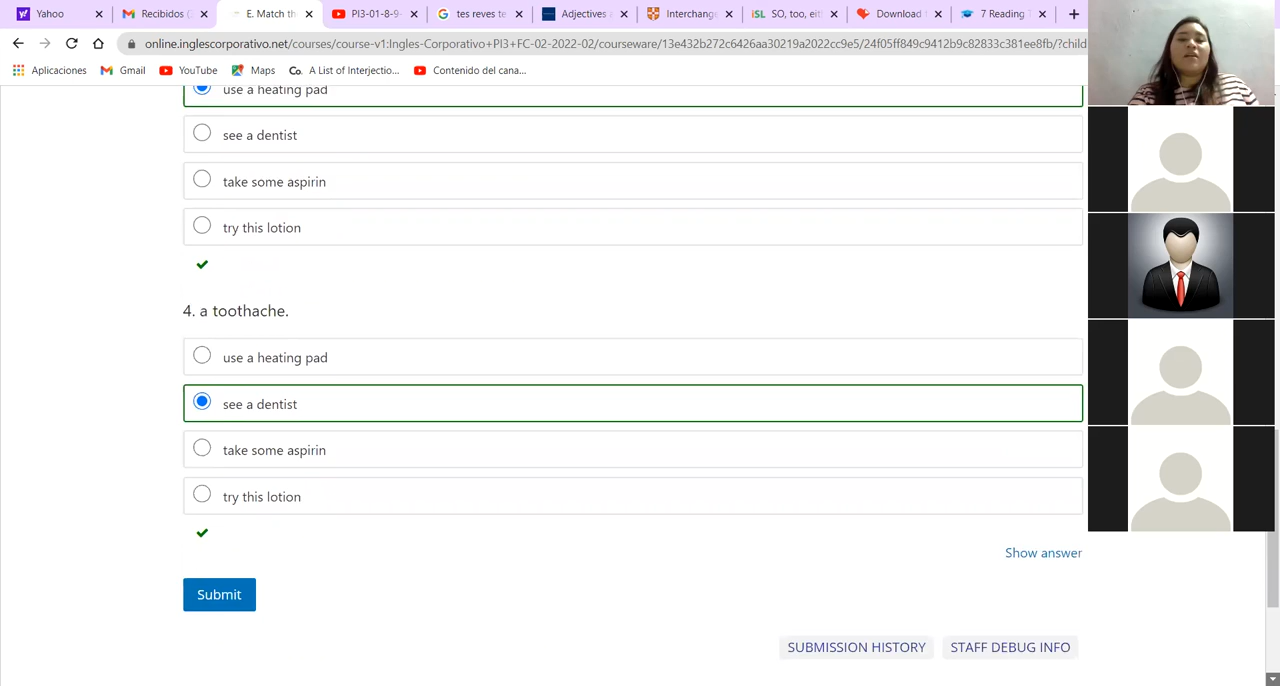 Yahoo
Recibidos (
E. Match th
PI3-01-8-9-
tes reves te
Adjectives a
Interchange
SO, too, eith
Download
7 Reading T
online.inglescorporativo.net/courses/course-v1:Ingles-Corporativo+PI3+FC-02-2022-02/courseware/13e432b272c6426aa30219a2022cc9e5/24f05ff849c9412b9c82833c381ee8fb/?child
Aplicaciones
Gmail
YouTube
Maps
Co. A List of Interjectio...
Contenido del cana...
use a heating pad
see a dentist
take some aspirin
try this lotion
4. a toothache.
use a heating pad
see a dentist
take some aspirin
try this lotion
Show answer
Submit
SUBMISSION HISTORY
STAFF DEBUG INFO